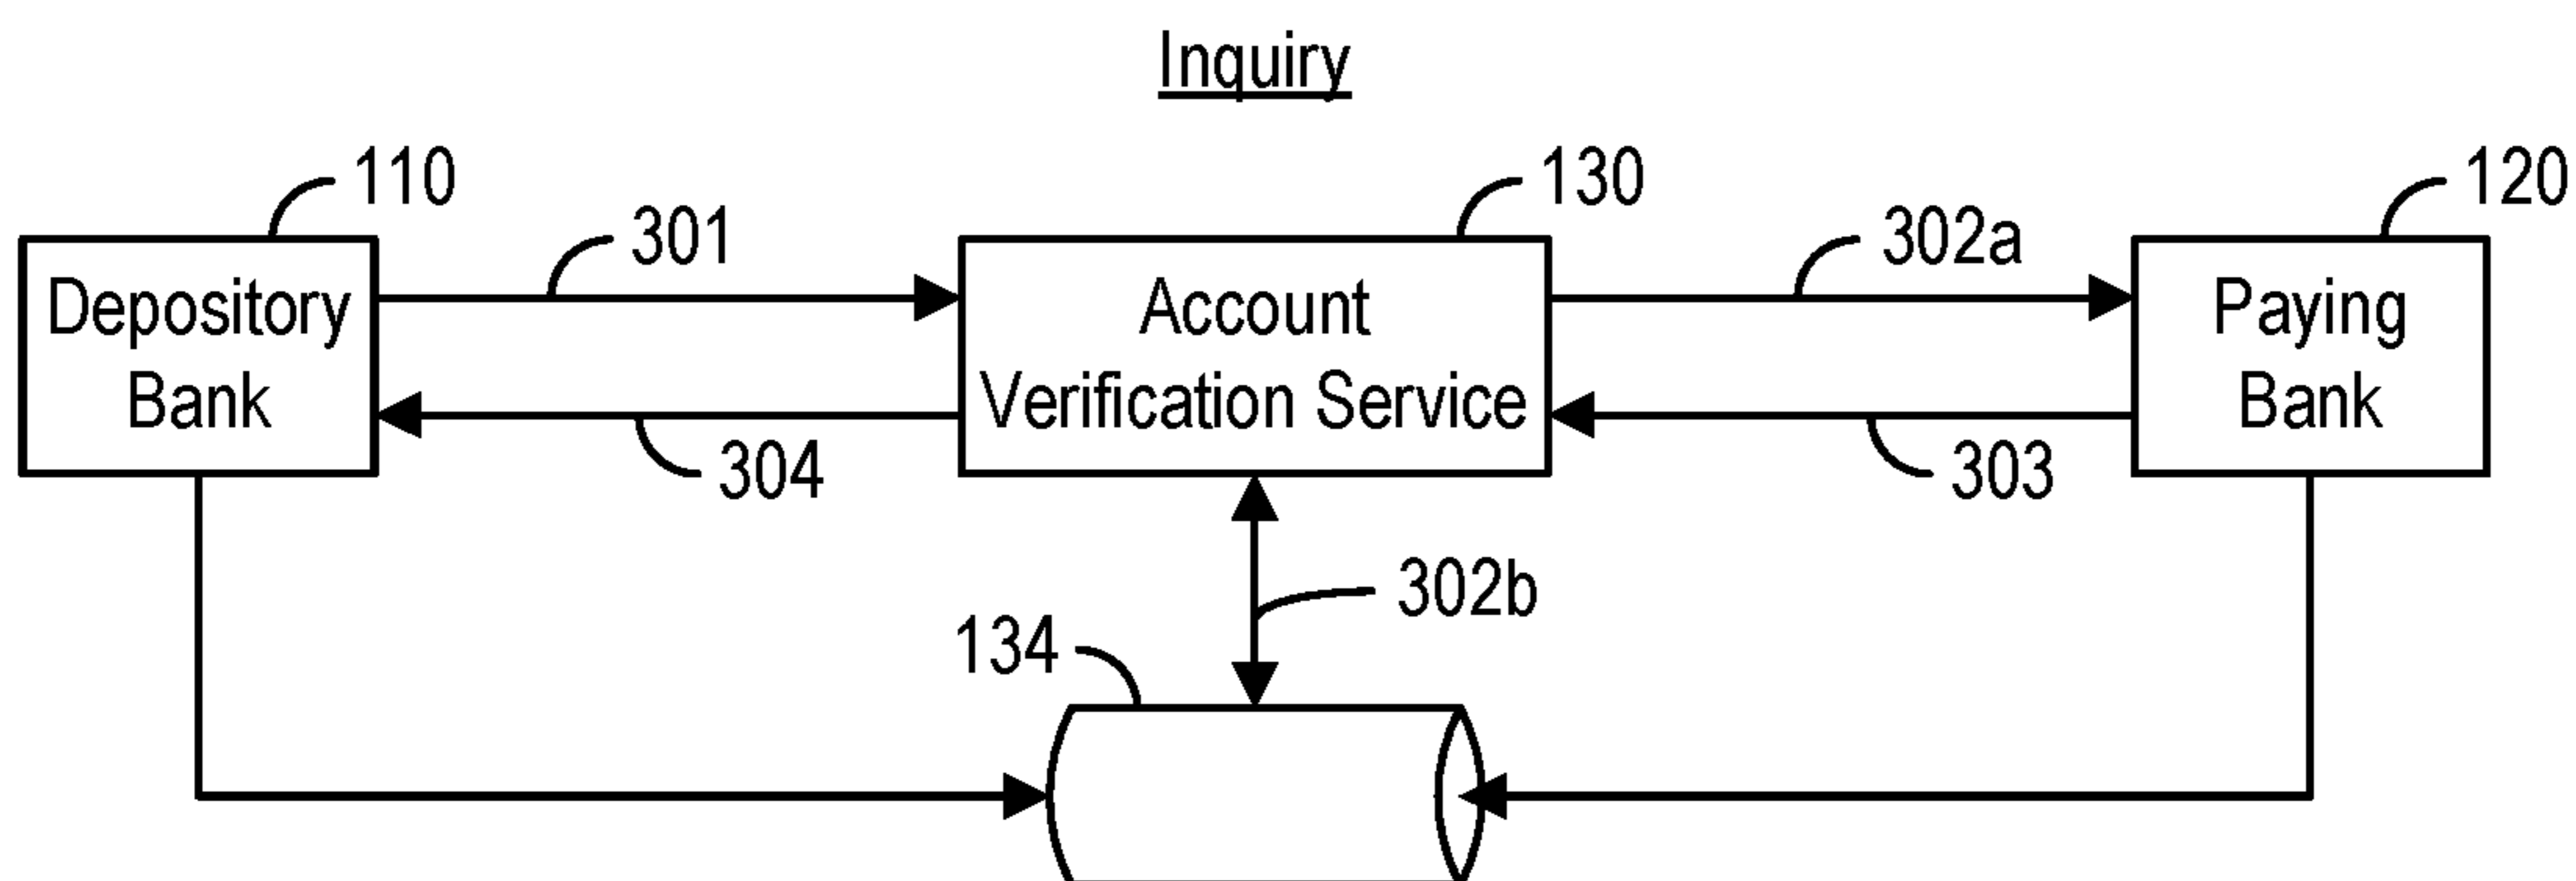 Inquiry
110
130
120
301
302a
Depository
Bank
Account
Verification Service
Paying
Bank
304
303
302b
134